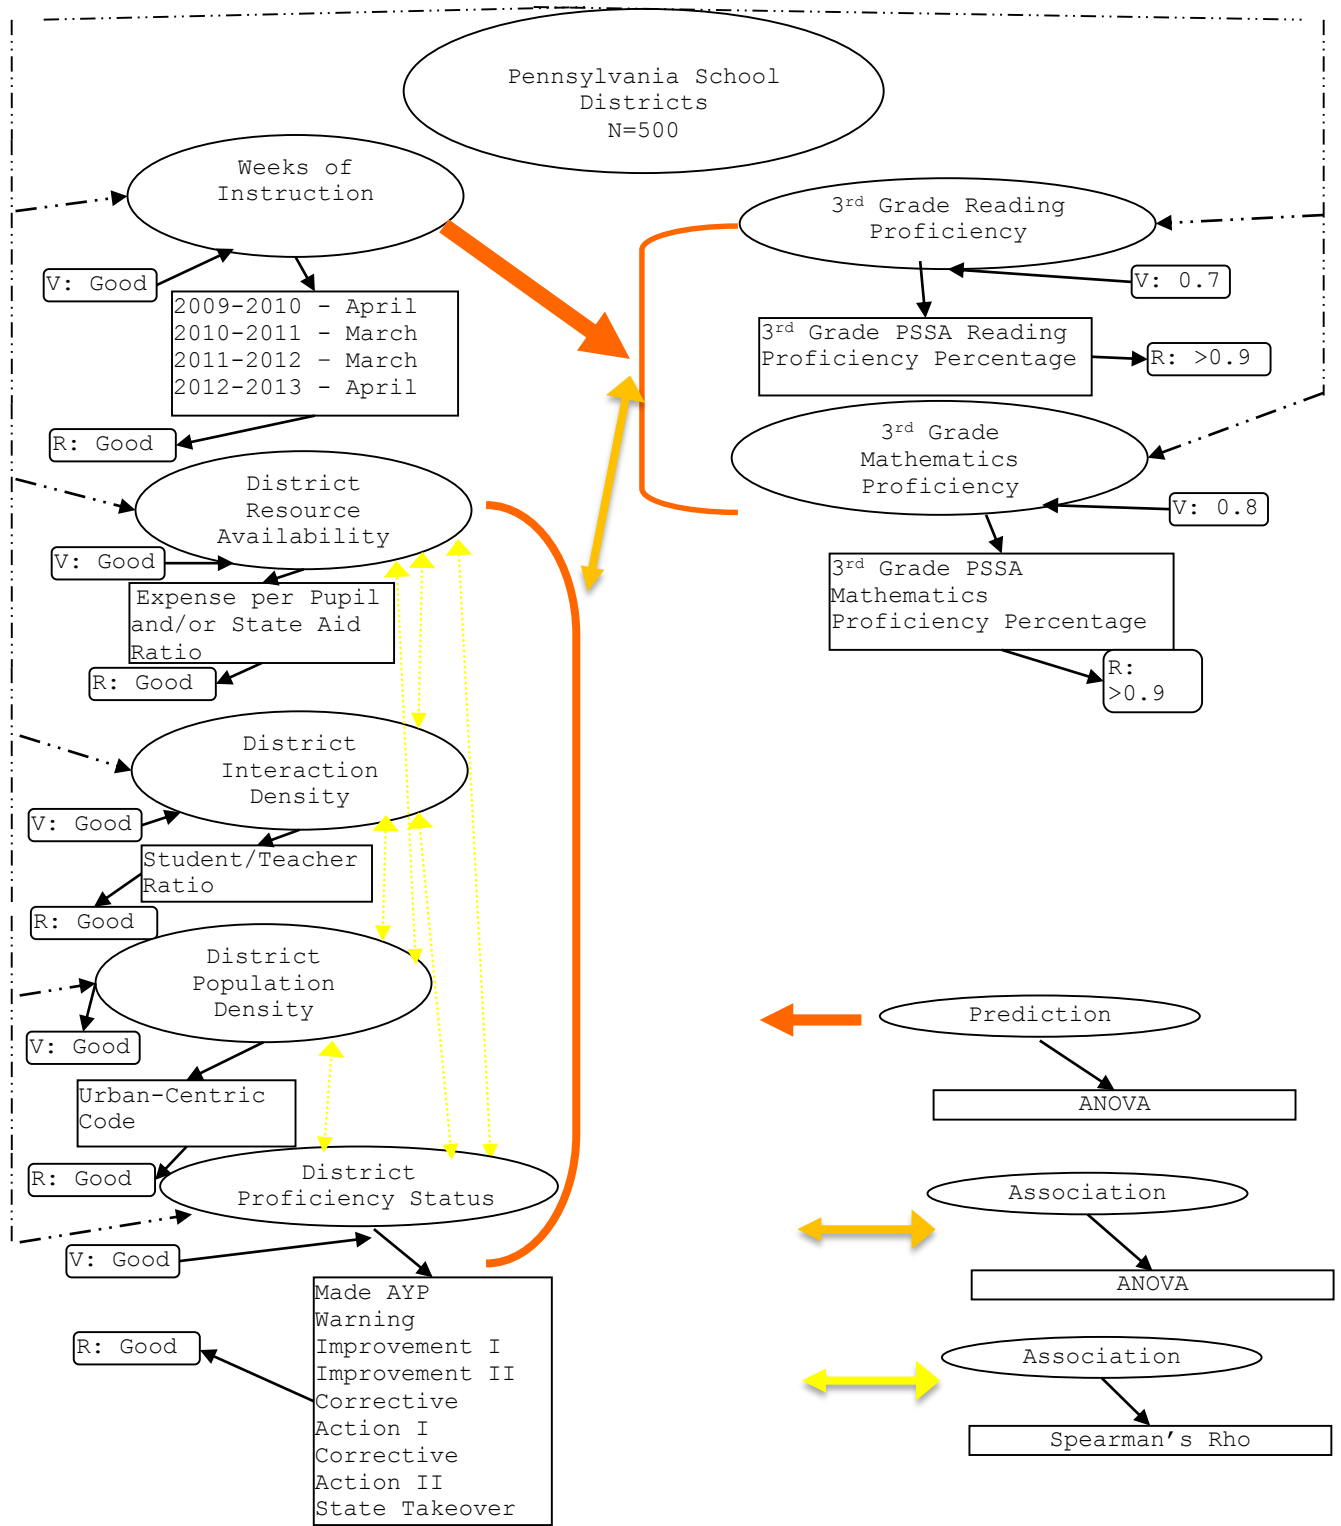 Pennsylvania School
Districts
N=500
Weeks of
Instruction
V: Good
2009-2010 - April
2010-2011 - March
2011-2012 – March
2012-2013 - April
R: Good
3rd Grade Reading
Proficiency
V: 0.7
3rd Grade PSSA Reading
Proficiency Percentage
R: >0.9
3rd Grade
Mathematics
Proficiency
V: 0.8
3rd Grade PSSA
Mathematics
Proficiency Percentage
R:
>0.9
District
Resource
Availability
V: Good
Expense per Pupil
and/or State Aid
Ratio
R: Good
District
Interaction
Density
V: Good
Student/Teacher
Ratio
R: Good
District
Population
Density
V: Good
Urban-Centric
Code
R: Good
District
Proficiency Status
V: Good
Made AYP
Warning
Improvement I
Improvement II
Corrective
Action I
Corrective
Action II
State Takeover
R: Good
Prediction
ANOVA
Association
ANOVA
Association
Spearman’s Rho